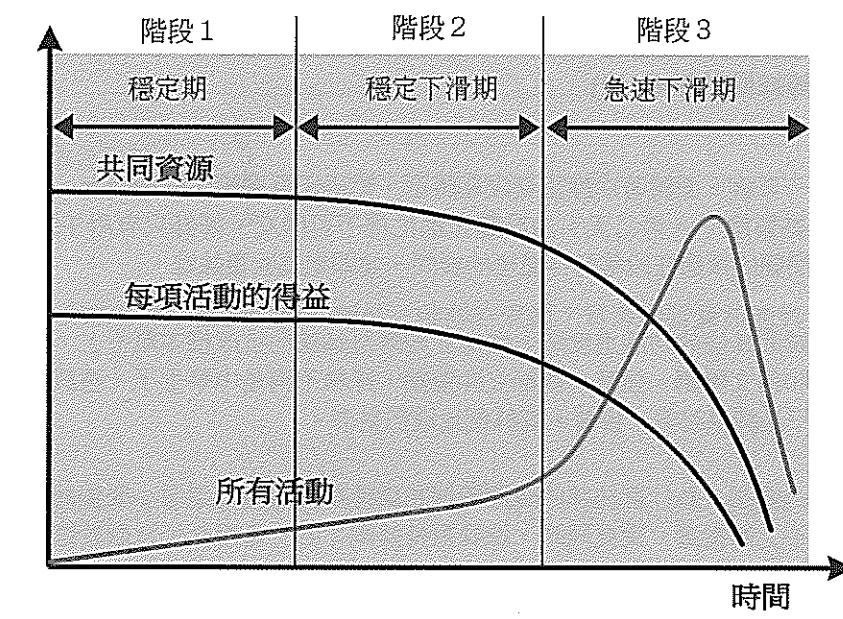 階段1
階段2
階段3
穩定期
穩定下滑期
急速下滑期
共同資源
每項活動的得益
所有活動
時間